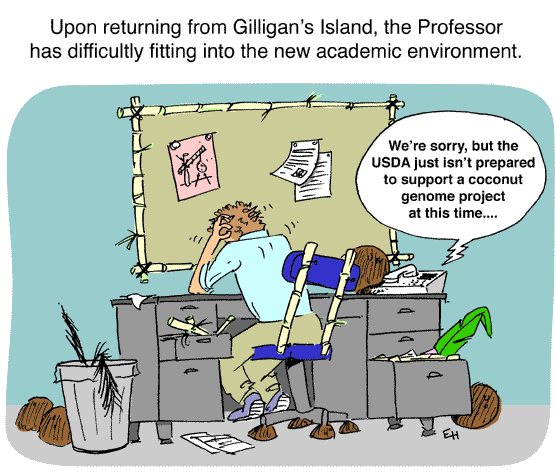 Upon returning from Gilligan's Island, the Professor
has difficultly fitting into the new academic environment.
We're sorry, but the
USDA just isn't prepared
to support a coconut
genome project
at this time....
EH